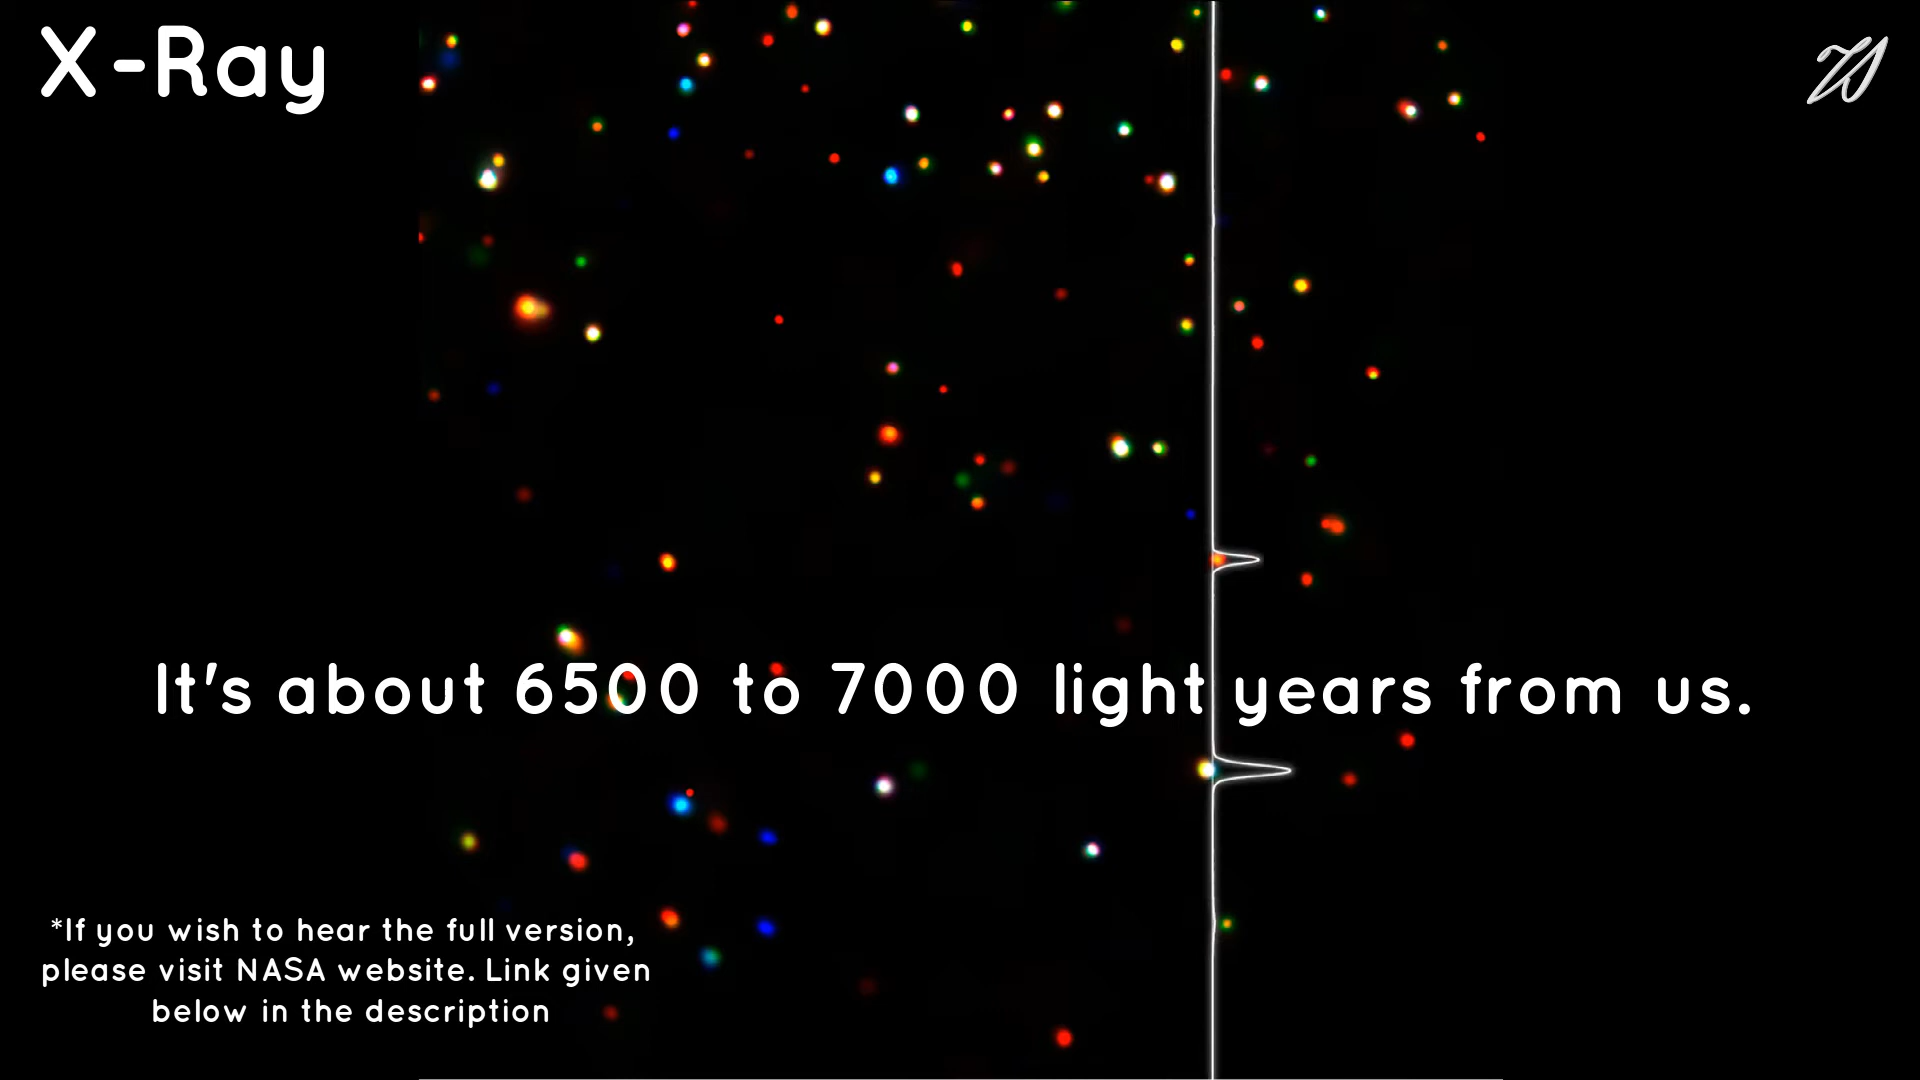 X-Ray
It's about 6500 to 7000 light years from us.
*If you wish to hear the full version,
please visit NASA website. Link given
below in the description